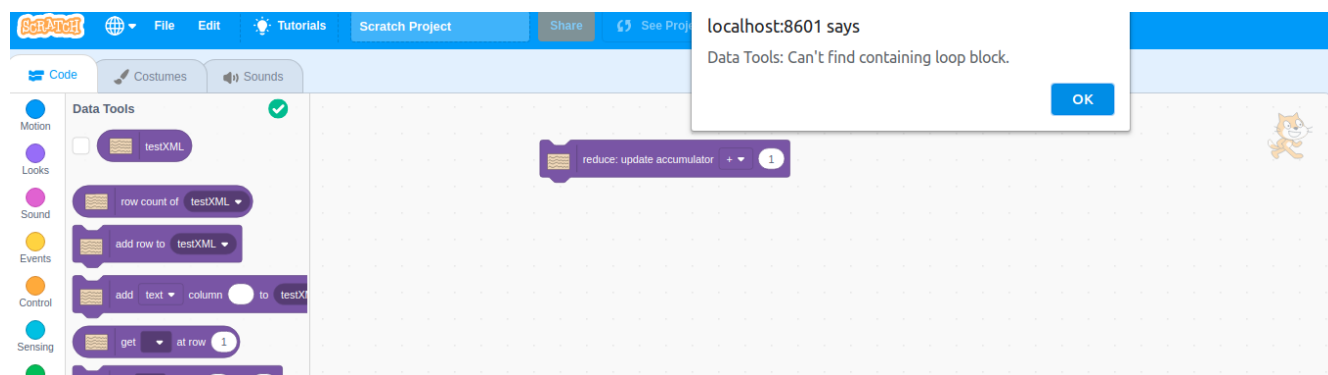 SCRATCH File Edit Tutorials Scratch Project Share See Proje
localhost:8601 says
Data Tools: Can't find containing loop block.
OK
Code Costumes Sounds
Motion
Looks
Sound
Events
Control
Sensing
Data Tools
testXML
row count of testXML
add row to testXML
add text column to testXM
get at row 1
reduce: update accumulator + 1